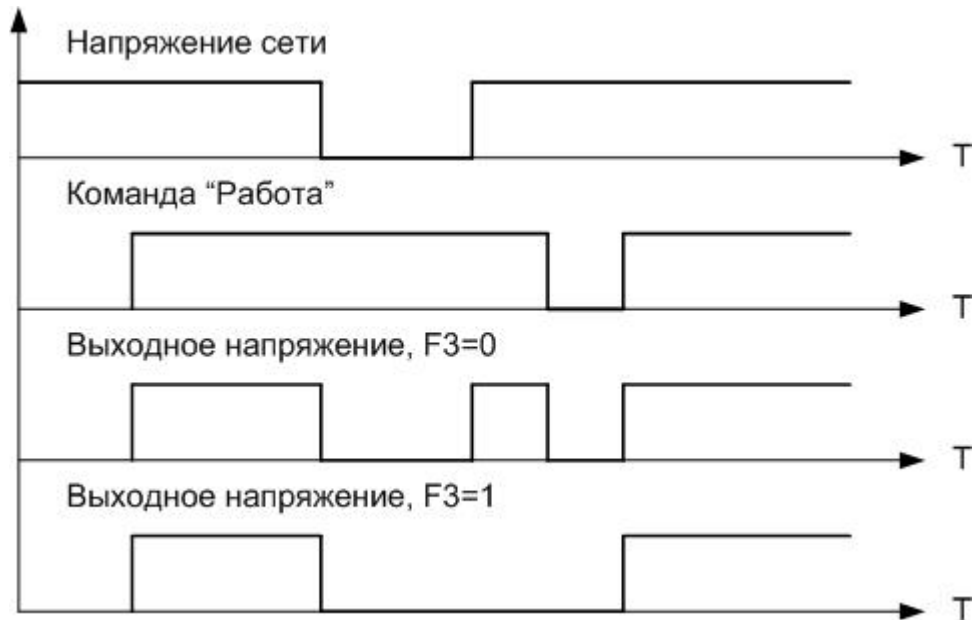 Напряжение сети
T
Команда “Работа”
T
Выходное напряжение, F3=0
T
Выходное напряжение, F3=1
T